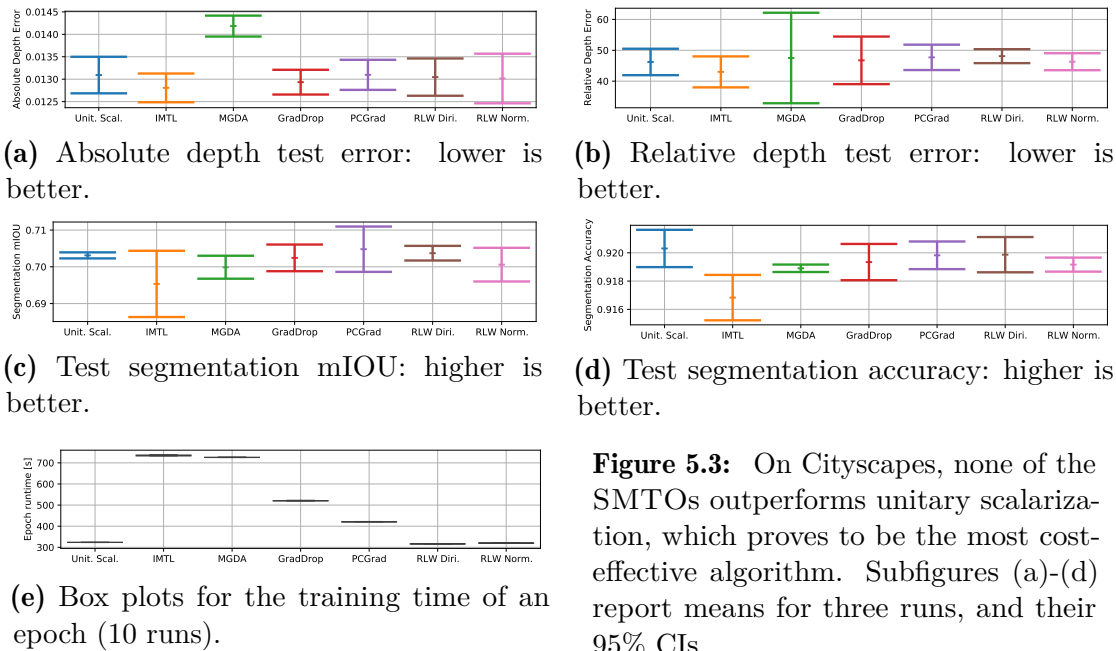 Absolute Depth Error
0.0145
0.0135
0.0130
0.0125
Unit. Scal. IMTL MGDA GradDrop PCGrad RLW Diri. RLW Norm.
(a) Absolute depth test error: lower is
better.
Relative Depth Error
60
50
40
Unit. Scal. IMTL MGDA GradDrop PCGrad RLW Diri. RLW Norm.
(b) Relative depth test error: lower is
better.
Segmentation mIOU
0.71
0.70
0.69
Unit. Scal. IMTL MGDA GradDrop PCGrad RLW Diri. RLW Norm.
(c) Test segmentation mIOU: higher is
better.
Segmentation Accuracy
0.920
0.918
0.916
Unit. Scal. IMTL MGDA GradDrop PCGrad RLW Diri. RLW Norm.
(d) Test segmentation accuracy: higher is
better.
Epoch runtime [s]
700
500
400
300
Unit. Scal. IMTL MGDA GradDrop PCGrad RLW Diri. RLW Norm.
(e) Box plots for the training time of an
epoch (10 runs).
Figure 5.3: On Cityscapes, none of the
SMTOs outperforms unitary scalariza-
tion, which proves to be the most cost-
effective algorithm. Subfigures (a)-(d)
report means for three runs, and their
95% CIs